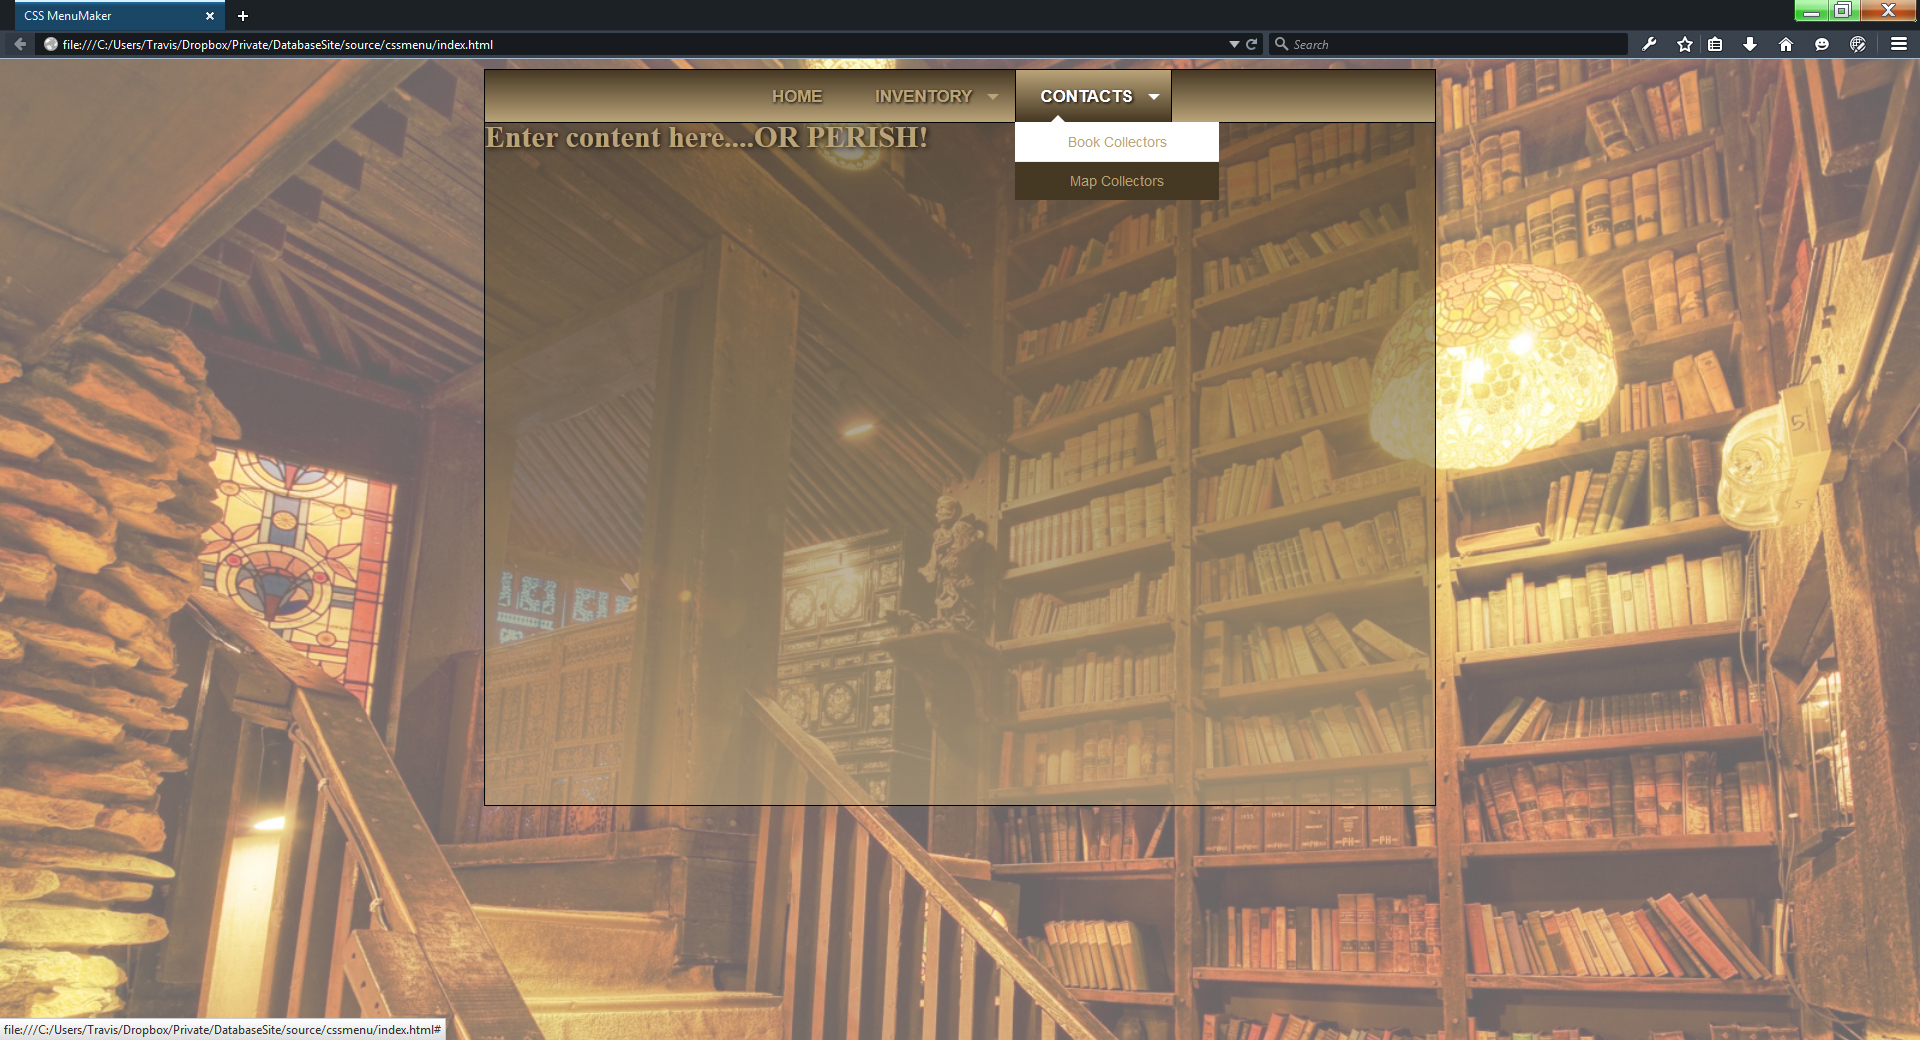 CSS MenuMaker
file:///C:/Users/Travis/Dropbox/Private/DatabaseSite/source/cssmenu/index.html
Search
HOME INVENTORY CONTACTS
Enter content here....OR PERISH!
Book Collectors
Map Collectors
file:///C:/Users/Travis/Dropbox/Private/DatabaseSite/source/cssmenu/index.html#